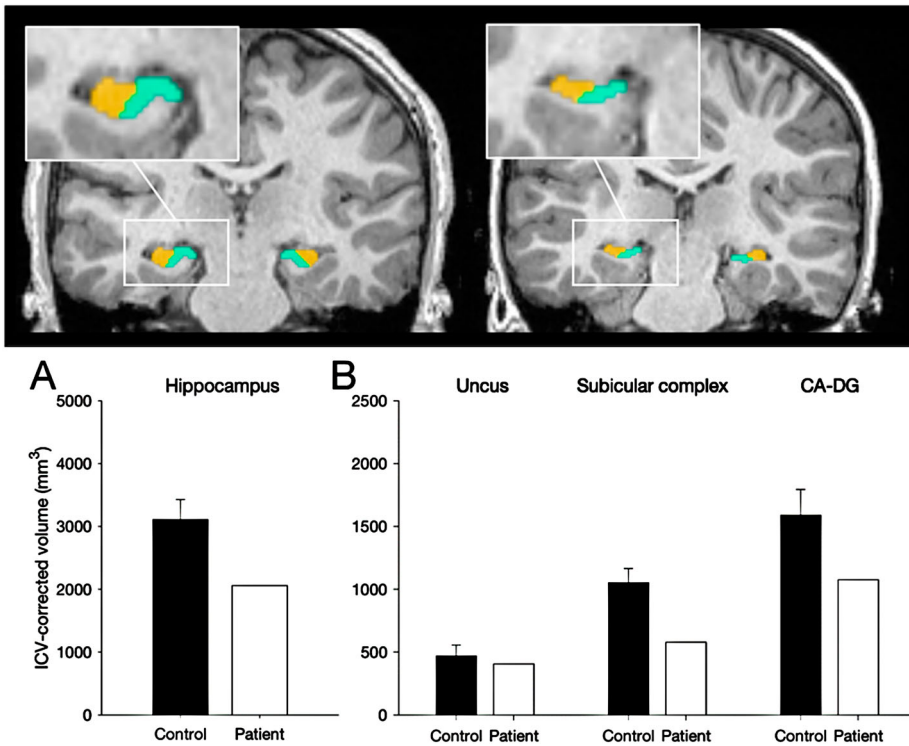 A
Hippocampus
ICV-corrected volume (mm³)
5000
4000
3000
2000
1000
0
Control Patient
B
Uncus Subicular complex CA-DG
2500
2000
1500
1000
500
0
Control Patient Control Patient Control Patient